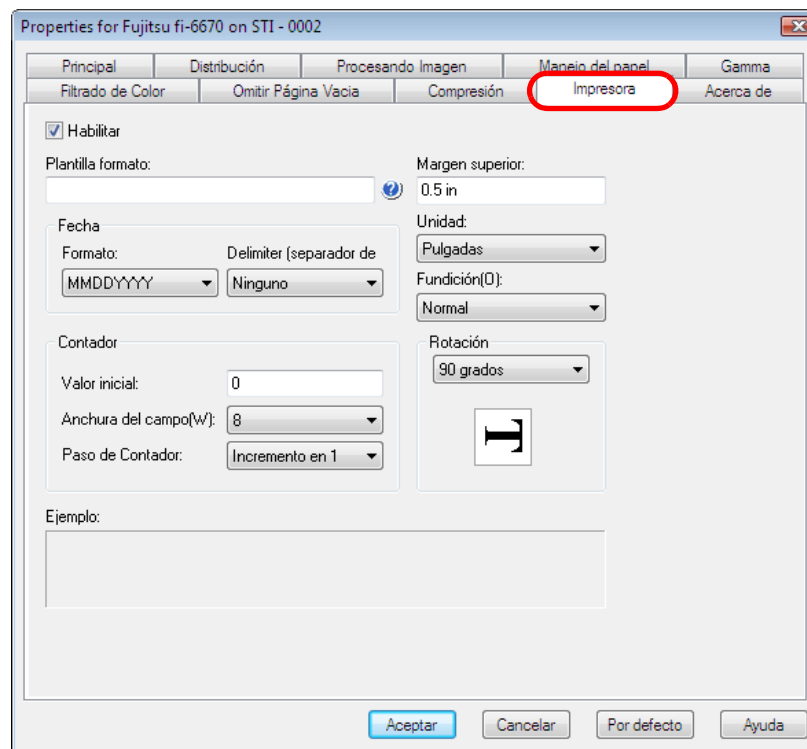 Properties for Fujitsu fi-6670 on STI - 0002
Principal Distribución Procesando Imagen Manejo del papel Gamma
Filtrado de Color Omitir Página Vacia Compresión Impresora Acerca de
Habilitar
Plantilla formato: Margen superior:
0.5 in
Fecha Unidad:
Formato: Delimiter (separador de Pulgadas
MMDDYYYY Ninguno Fundición(O):
Normal
Contador Rotación
90 grados
Valor inicial: 0
Anchura del campo(W): 8
Paso de Contador: Incremento en 1
T
Ejemplo:
Aceptar Cancelar Por defecto Ayuda